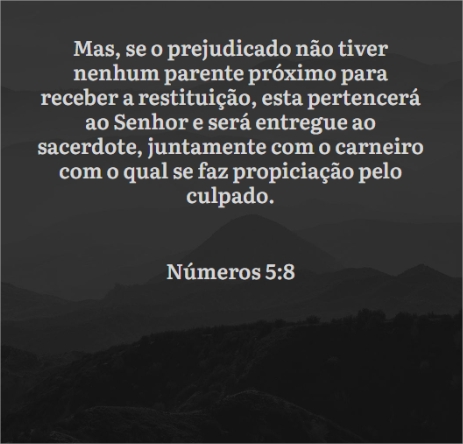 Mas, se o prejudicado não tiver
nenhum parente próximo para
receber a restituição, esta pertencerá
ao Senhor e será entregue ao
sacerdote, juntamente com o carneiro
com o qual se faz propiciação pelo
culpado.
Números 5:8